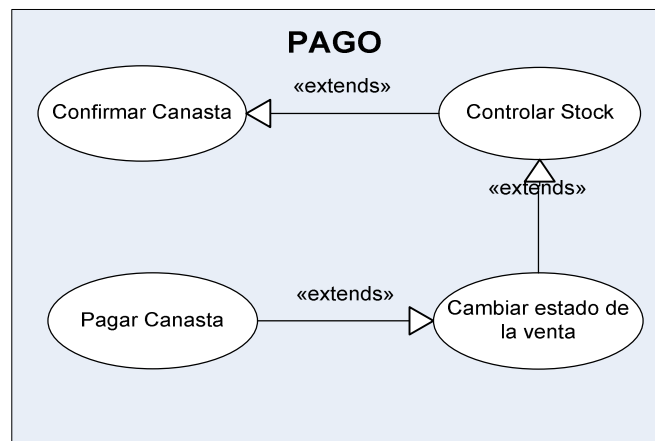 PAGO
«extends»
Confirmar Canasta
Controlar Stock
«extends»
«extends»
Pagar Canasta
Cambiar estado de
la venta